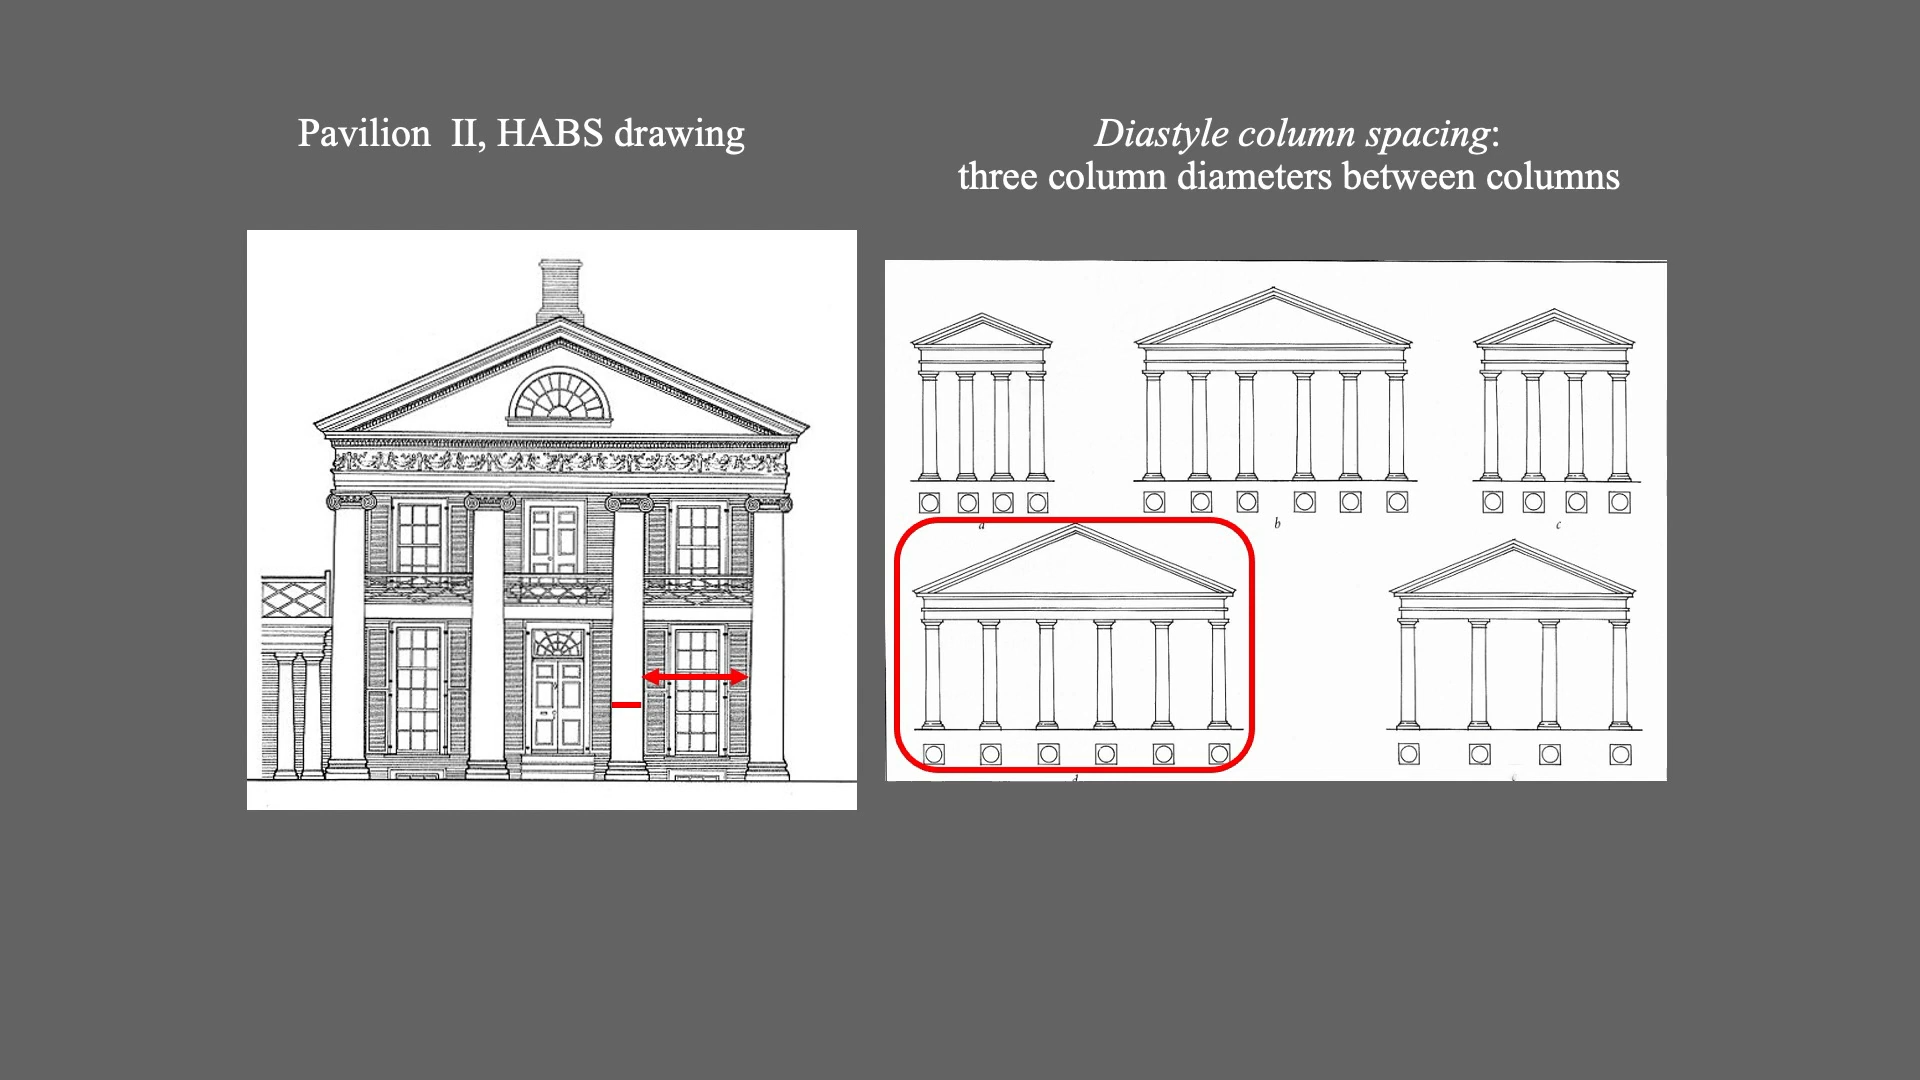 Pavilion  II, HABS drawing
Diastyle column spacing:
three column diameters between columns
a
b
c
d
e